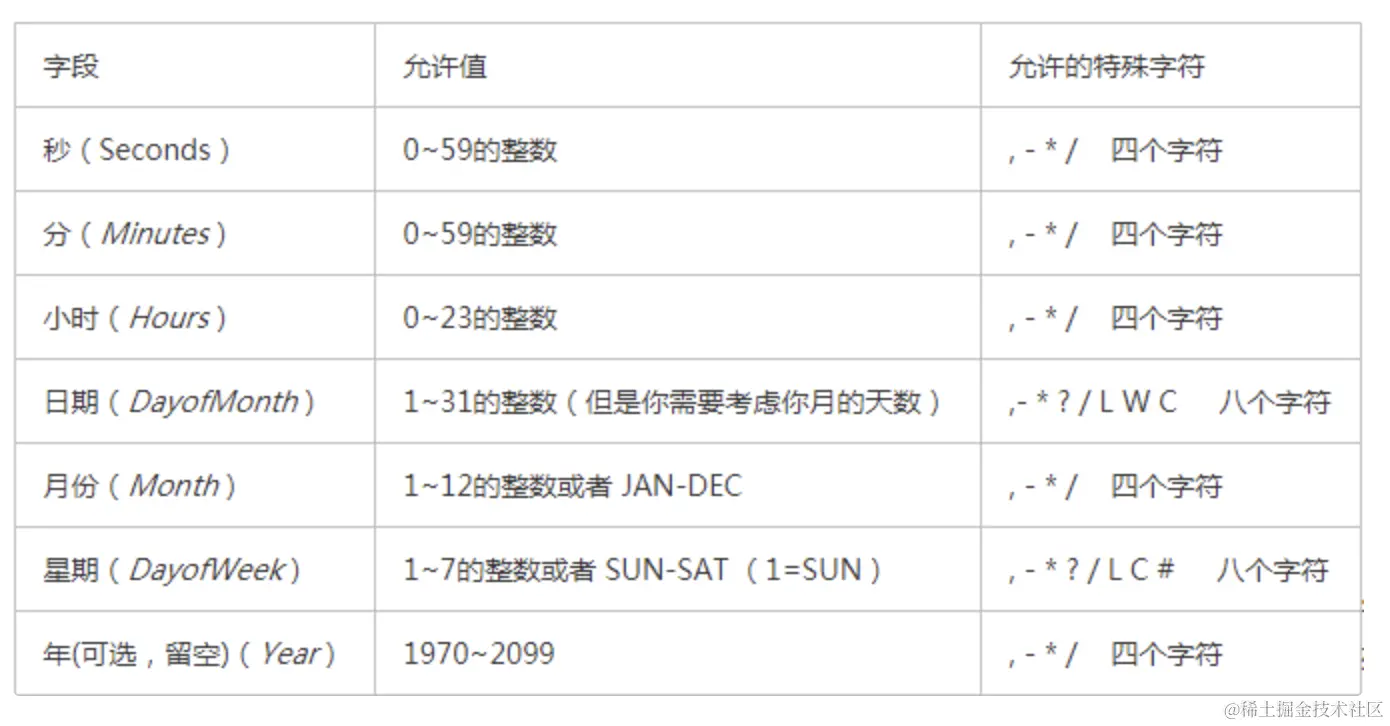 字段 允许值 允许的特殊字符
秒（Seconds） 0~59的整数 , - * / 四个字符
分（Minutes） 0~59的整数 , - * / 四个字符
小时（Hours） 0~23的整数 , - * / 四个字符
日期（DayofMonth） 1~31的整数（但是你需要考虑你月的天数） ,- * ? / L W C 八个字符
月份（Month） 1~12的整数或者 JAN-DEC , - * / 四个字符
星期（DayofWeek） 1~7的整数或者 SUN-SAT （1=SUN） , - * ? / L C # 八个字符
年(可选，留空)（Year） 1970~2099 , - * / 四个字符
@稀土掘金技术社区